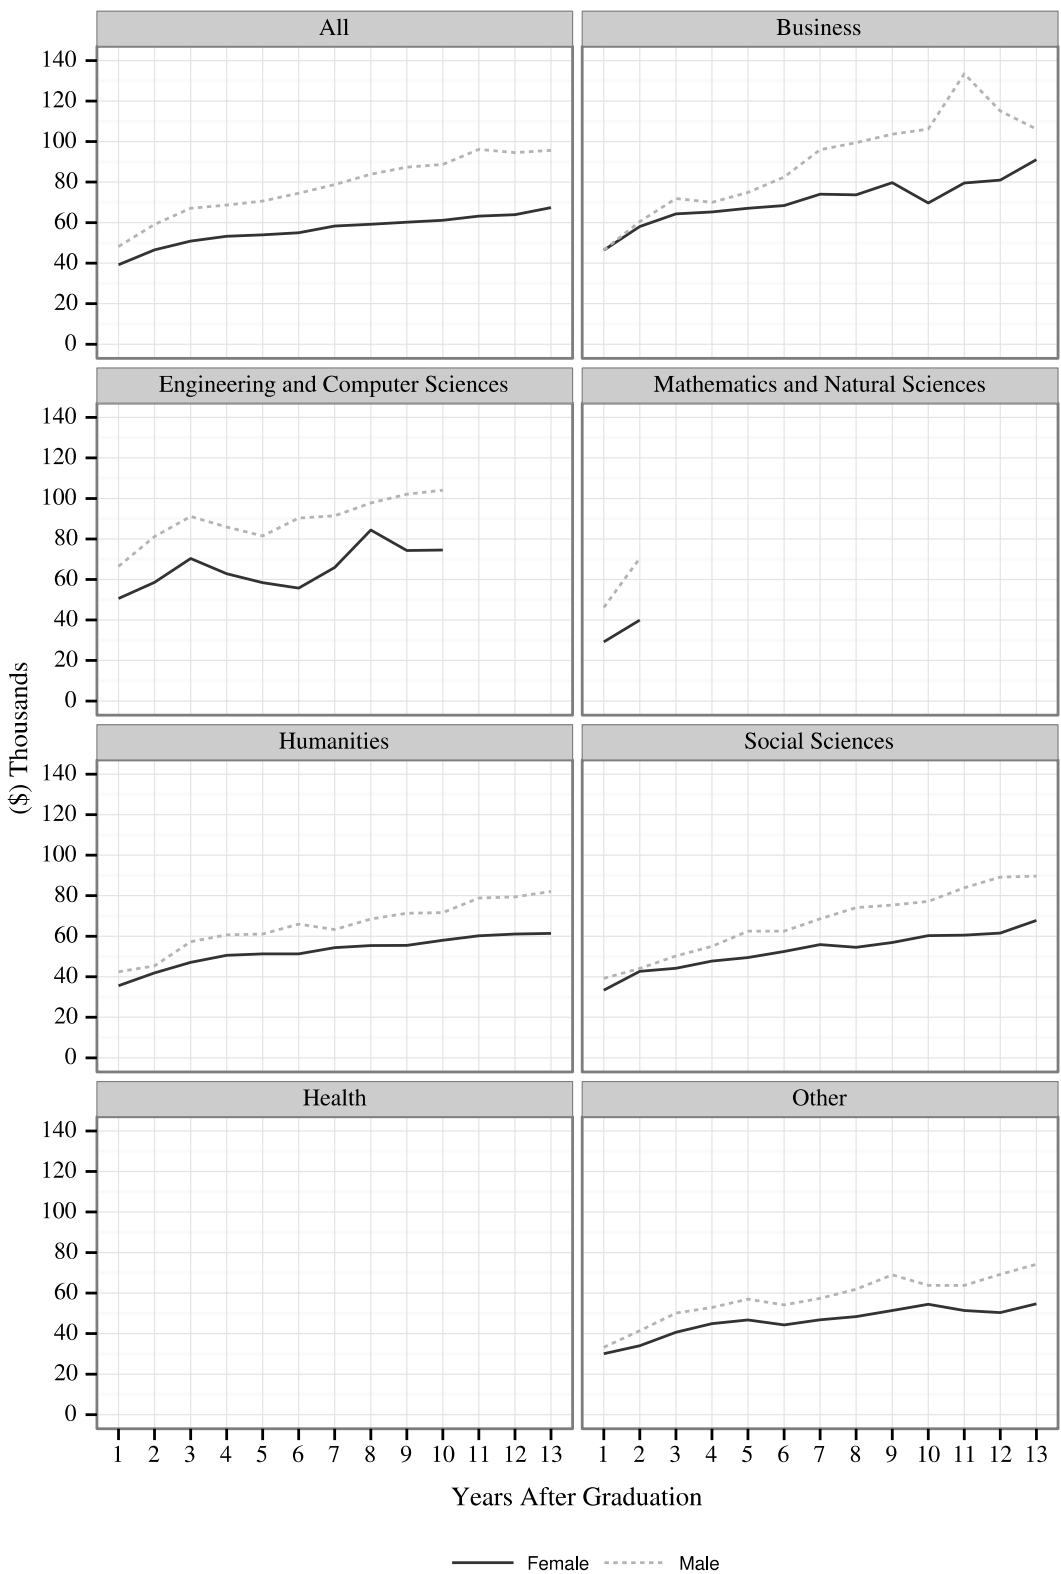 All
Business
140
120
100
80
60
40
20
0
Engineering and Computer Sciences
Mathematics and Natural Sciences
140
120
100
80
60
40
20
0
Humanities
Social Sciences
140
120
100
80
60
40
20
0
Health
Other
140
120
100
80
60
40
20
0
($) Thousands
1 2 3 4 5 6 7 8 9 10 11 12 13
1 2 3 4 5 6 7 8 9 10 11 12 13
Years After Graduation
Female Male